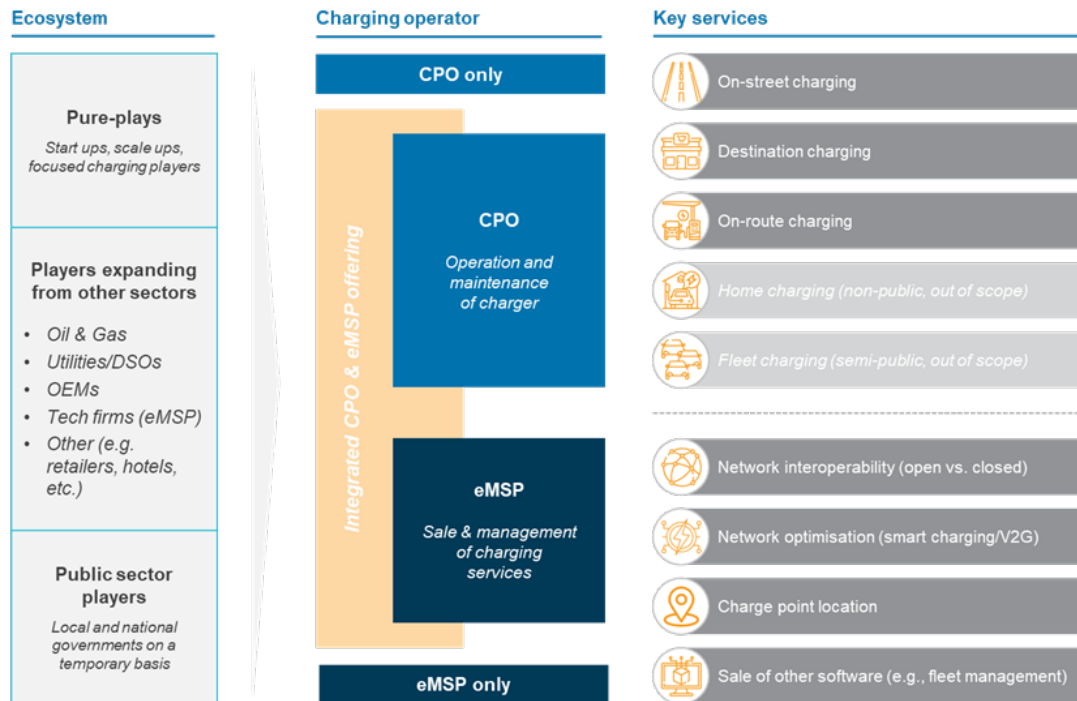 Ecosystem
Pure-plays
Start ups, scale ups,
focused charging players
Players expanding
from other sectors
• Oil & Gas
• Utilities/DSOs
• OEMs
• Tech firms (eMSP)
• Other (e.g.
retailers, hotels,
etc.)
Public sector
players
Local and national
governments on a
temporary basis
Charging operator
CPO only
Integrated CPO & eMSP offering
CPO
Operation and
maintenance
of charger
eMSP
Sale & management
of charging
services
eMSP only
Key services
On-street charging
Destination charging
On-route charging
Home charging (non-public, out of scope)
Fleet charging (semi-public, out of scope)
Network interoperability (open vs. closed)
Network optimisation (smart charging/V2G)
Charge point location
Sale of other software (e.g., fleet management)